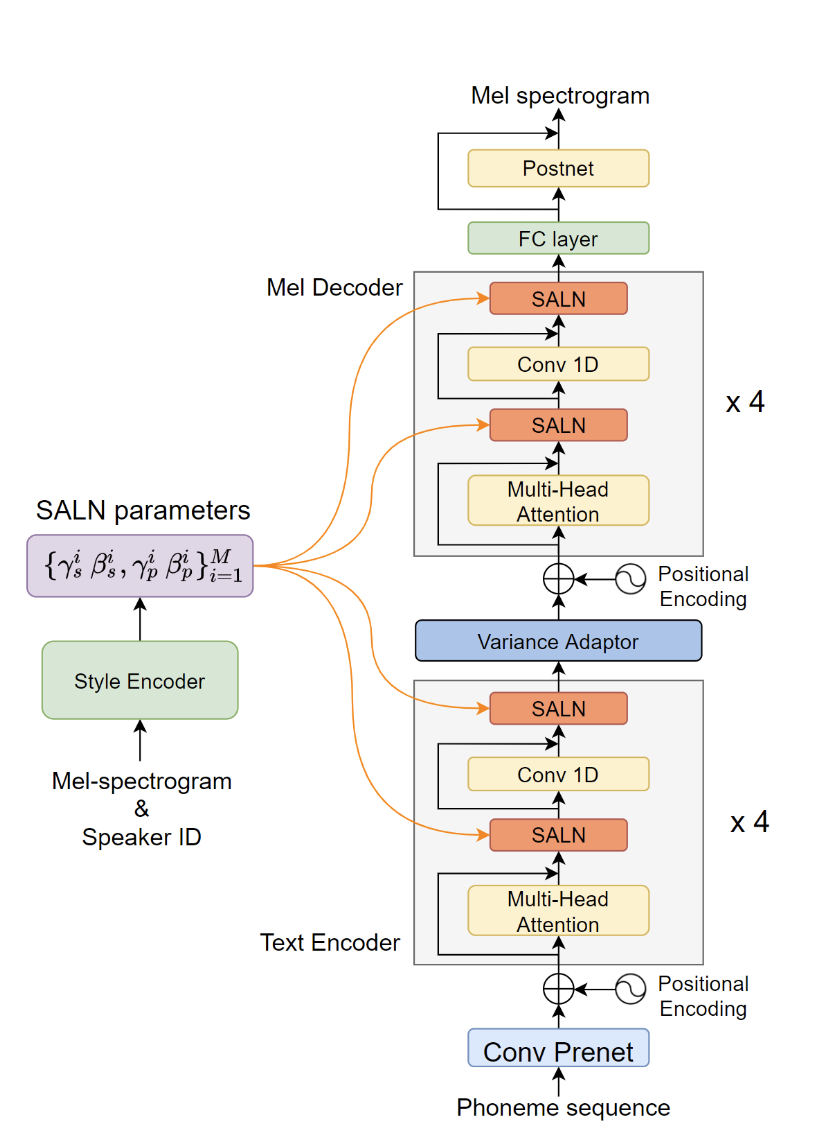 Mel spectrogram
Postnet
FC layer
Mel Decoder
SALN
Conv 1D
x 4
SALN
Multi-Head
Attention
SALN parameters
{γ_s^i β_s^i, γ_p^i β_p^i}_{i=1}^M
Positional
Encoding
Variance Adaptor
Style Encoder
SALN
Mel-spectrogram
&
Speaker ID
Conv 1D
x 4
SALN
Multi-Head
Attention
Text Encoder
Positional
Encoding
Conv Prenet
Phoneme sequence